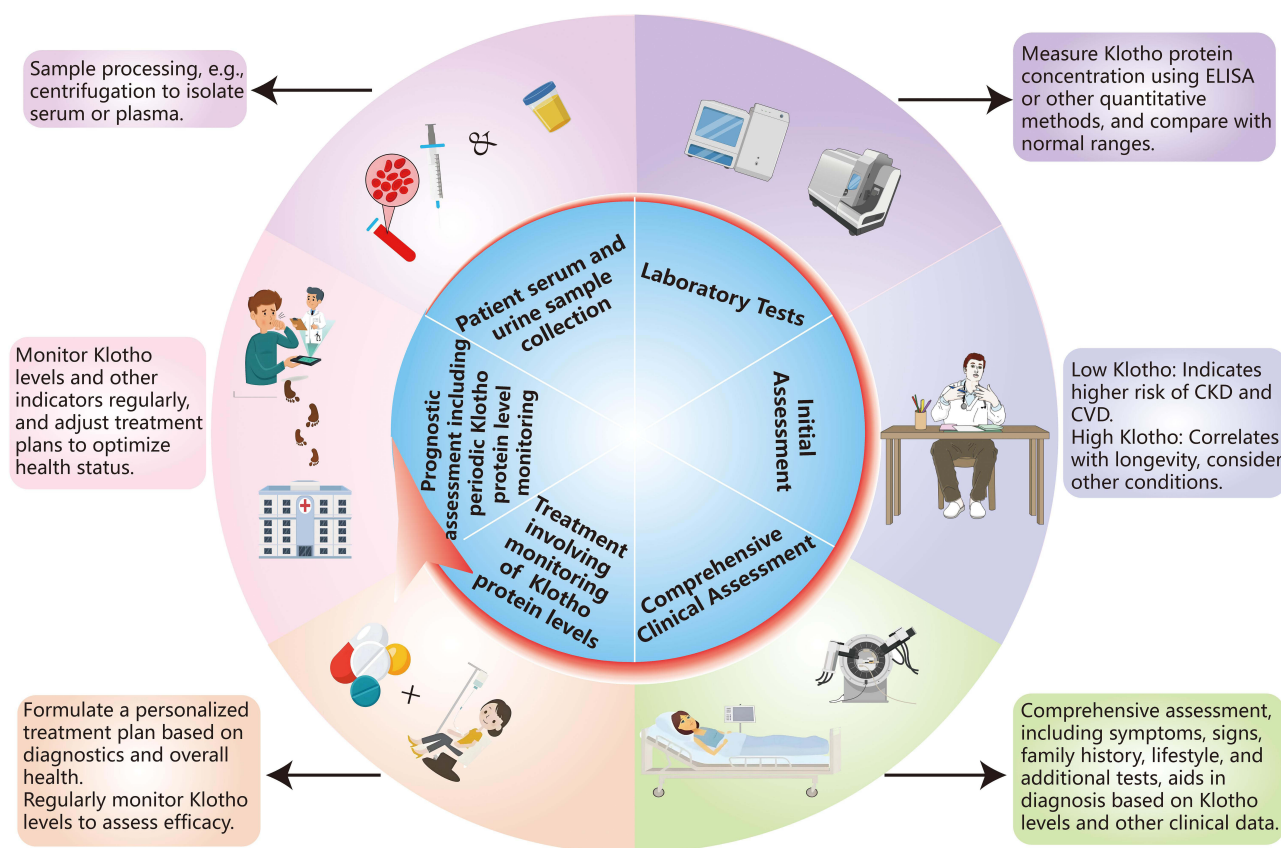 Sample processing, e.g.,
centrifugation to isolate
serum or plasma.
&
Measure Klotho protein
concentration using ELISA
or other quantitative
methods, and compare with
normal ranges.
Patient serum and
urine sample
collection
Laboratory Tests
Initial
Assessment
Comprehensive
Clinical Assessment
Treatment
involving
monitoring
of Klotho
protein levels
Prognostic
assessment including
periodic Klotho
protein level
monitoring
Monitor Klotho
levels and other
indicators regularly,
and adjust treatment
plans to optimize
health status.
Low Klotho: Indicates
higher risk of CKD and
CVD.
High Klotho: Correlates
with longevity, consider
other conditions.
+
Formulate a personalized
treatment plan based on
diagnostics and overall
health.
Regularly monitor Klotho
levels to assess efficacy.
Comprehensive assessment,
including symptoms, signs,
family history, lifestyle, and
additional tests, aids in
diagnosis based on Klotho
levels and other clinical data.